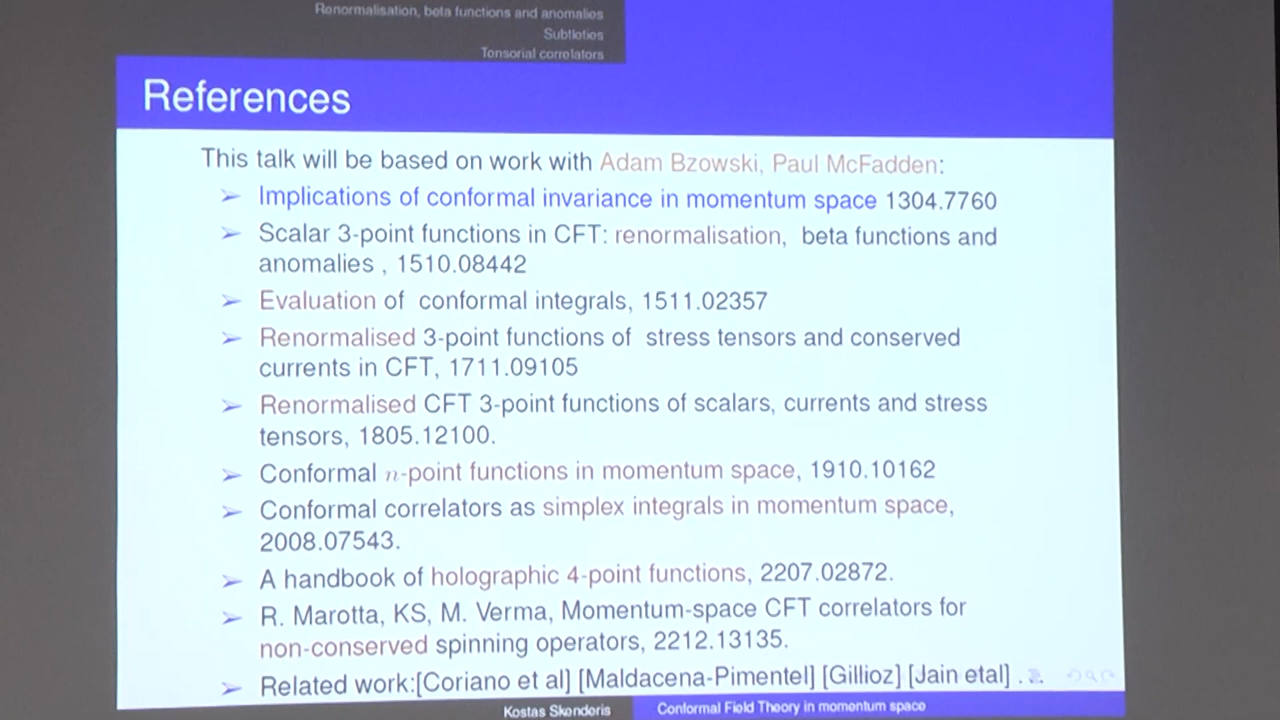 Renormalisation, beta functions and anomalies
Subtleties
Tensorial correlators
References
This talk will be based on work with Adam Bzowski, Paul McFadden:
➢ Implications of conformal invariance in momentum space 1304.7760
➢ Scalar 3-point functions in CFT: renormalisation, beta functions and
anomalies , 1510.08442
➢ Evaluation of conformal integrals, 1511.02357
➢ Renormalised 3-point functions of stress tensors and conserved
currents in CFT, 1711.09105
➢ Renormalised CFT 3-point functions of scalars, currents and stress
tensors, 1805.12100.
➢ Conformal n-point functions in momentum space, 1910.10162
➢ Conformal correlators as simplex integrals in momentum space,
2008.07543.
➢ A handbook of holographic 4-point functions, 2207.02872.
➢ R. Marotta, KS, M. Verma, Momentum-space CFT correlators for
non-conserved spinning operators, 2212.13135.
➢ Related work:[Coriano et al] [Maldacena-Pimentel] [Gillioz] [Jain etal] ...
Kostas Skenderis Conformal Field Theory in momentum space